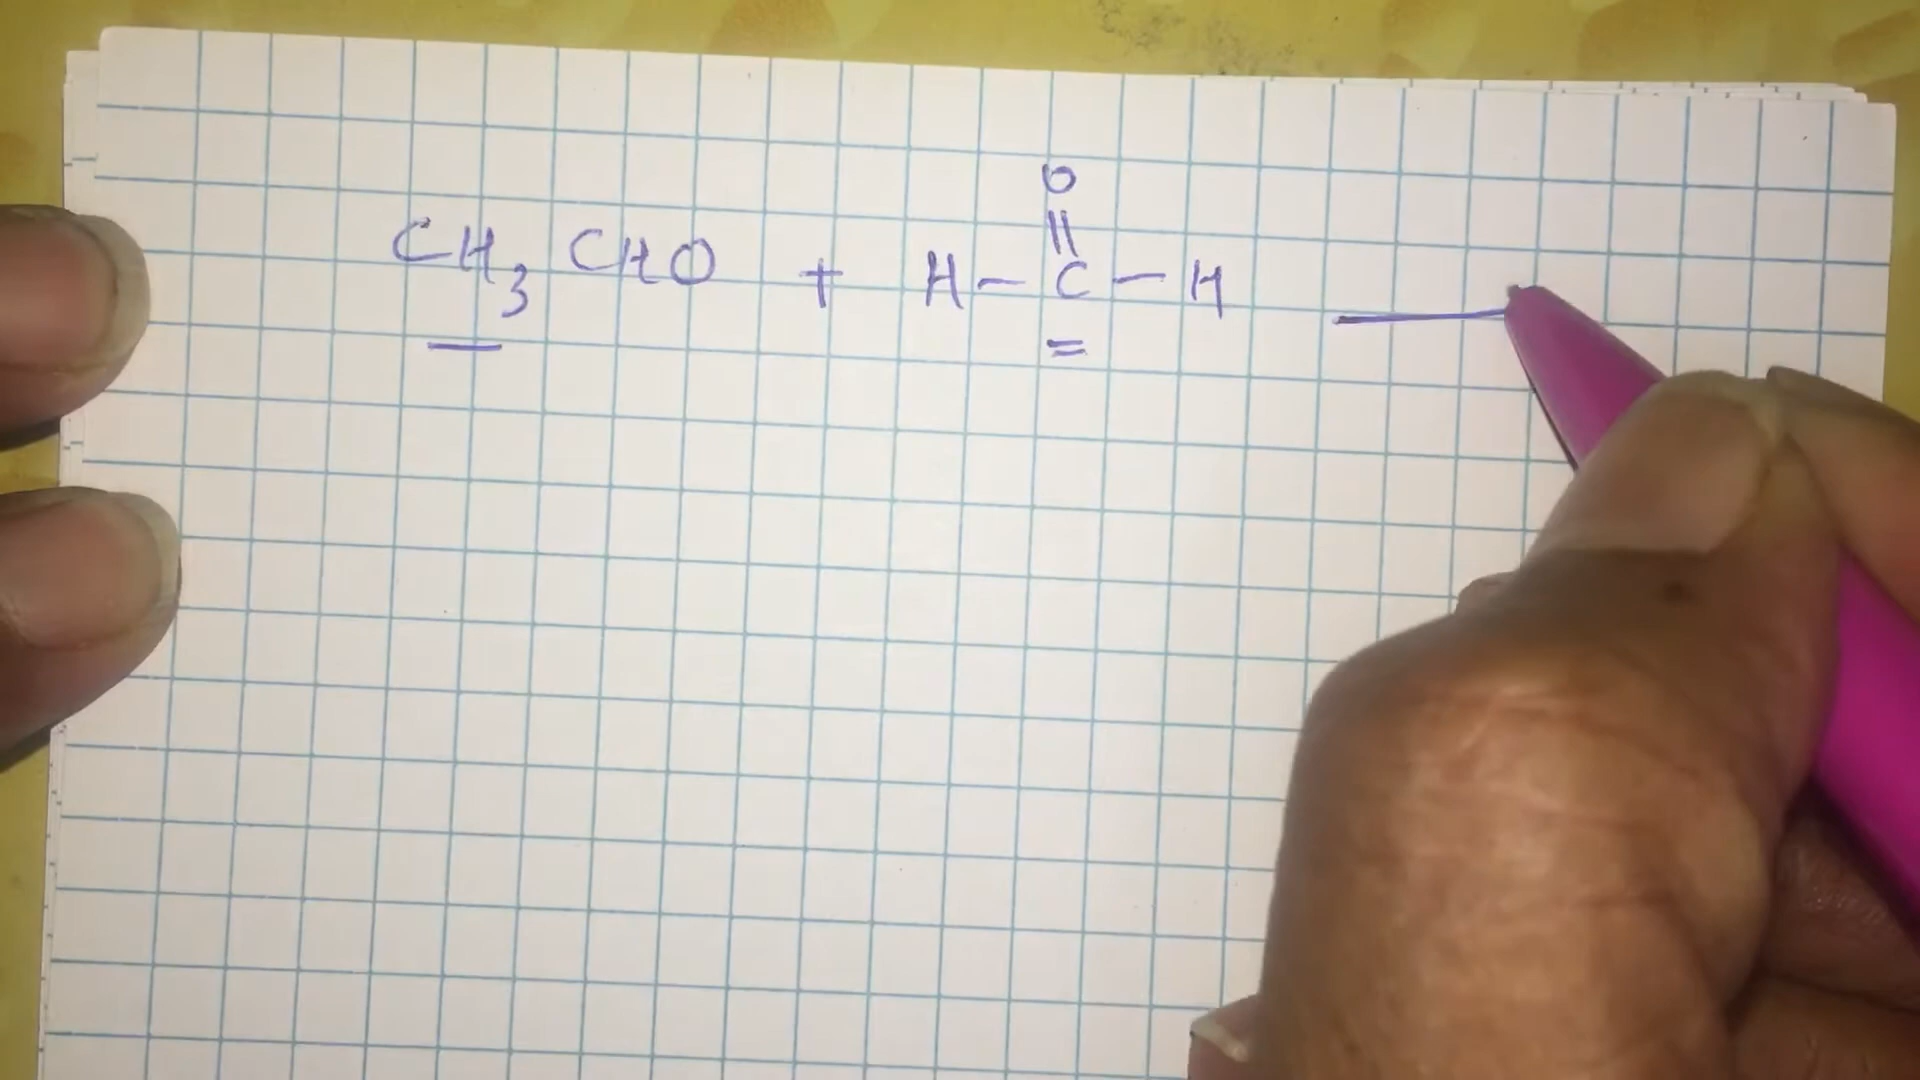 O
||
CH₃ CHO + H - C - H